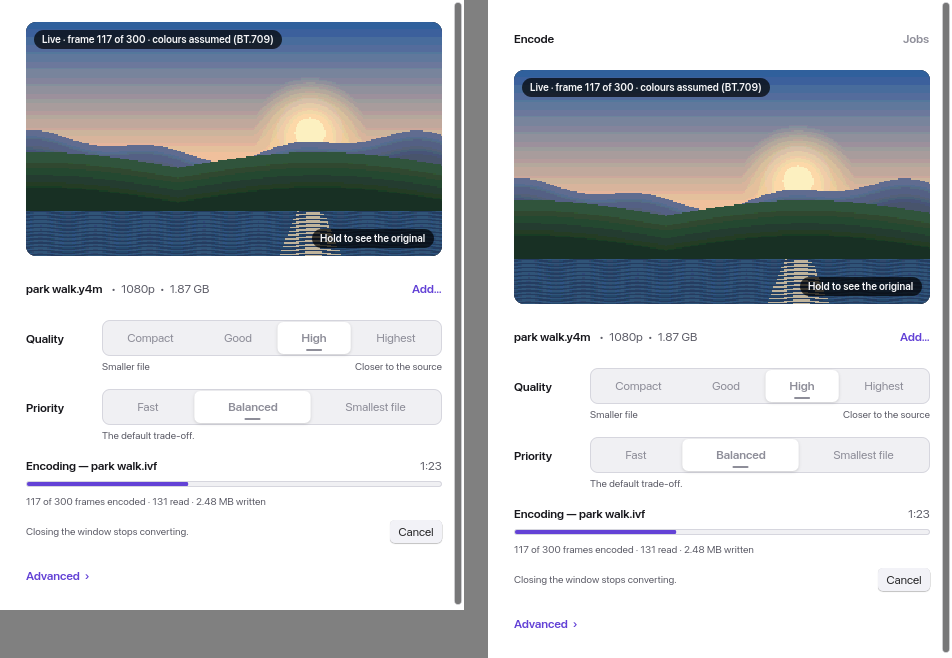 Live · frame 117 of 300 · colours assumed (BT.709)
Hold to see the original
park walk.y4m • 1080p • 1.87 GB Add...
Quality Compact Good High Highest
Smaller file Closer to the source
Priority Fast Balanced Smallest file
The default trade-off.
Encoding — park walk.ivf 1:23
117 of 300 frames encoded · 131 read · 2.48 MB written
Closing the window stops converting. Cancel
Advanced ›
Encode Jobs
Live · frame 117 of 300 · colours assumed (BT.709)
Hold to see the original
park walk.y4m • 1080p • 1.87 GB Add...
Quality Compact Good High Highest
Smaller file Closer to the source
Priority Fast Balanced Smallest file
The default trade-off.
Encoding — park walk.ivf 1:23
117 of 300 frames encoded · 131 read · 2.48 MB written
Closing the window stops converting. Cancel
Advanced ›